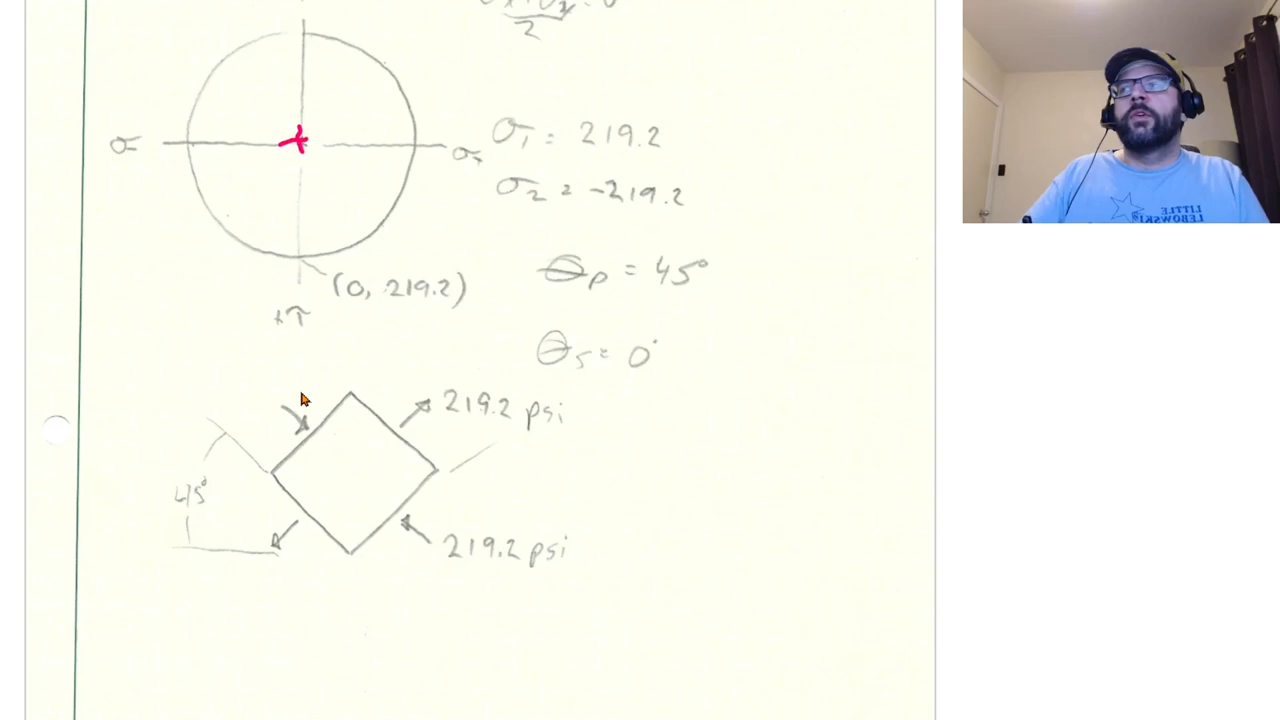 2
σ
σ₁ = 219.2
σ₂ = -219.2
(0, 219.2)
+τ
θp = 45°
θs = 0°
219.2 psi
45°
219.2 psi
LITTLE
LEBOWSKI